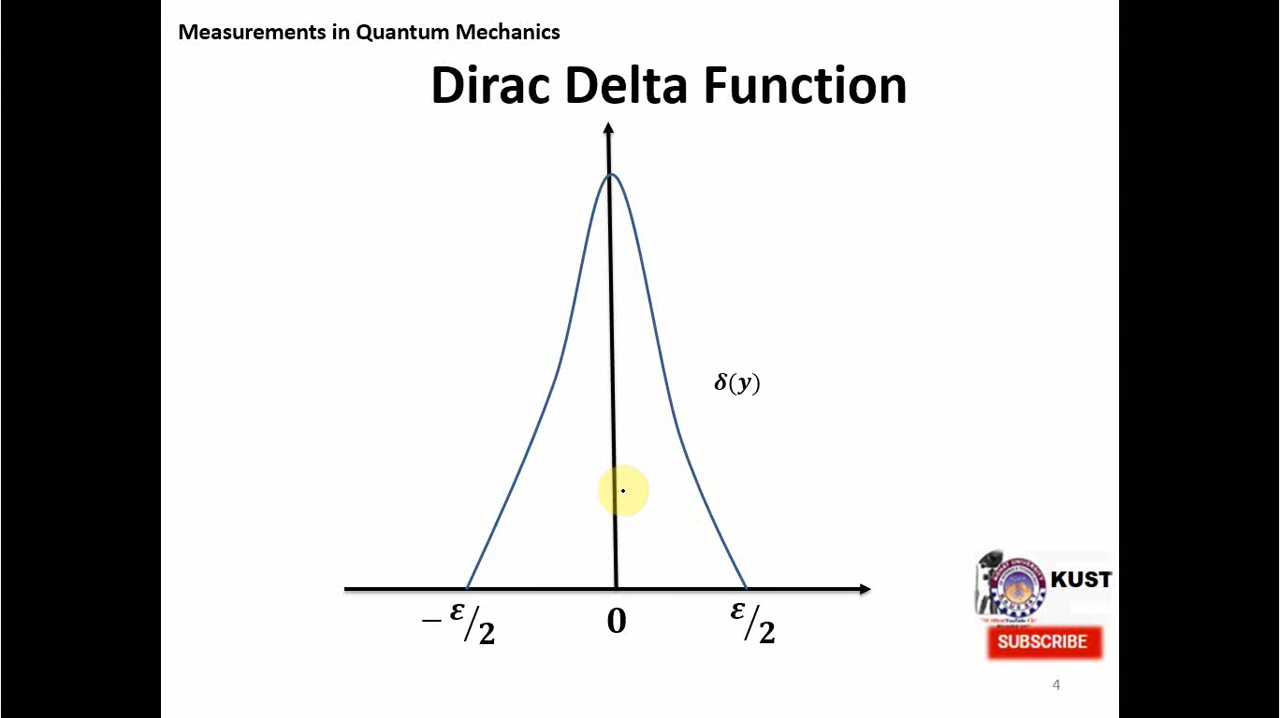 Measurements in Quantum Mechanics
Dirac Delta Function
δ(y)
− ε/2
0
ε/2
KUST
SUBSCRIBE
4